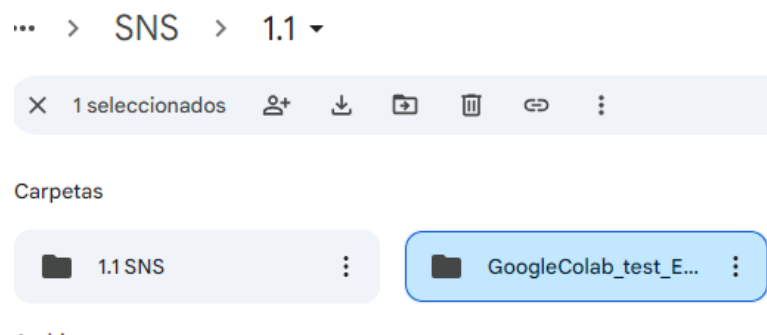 ... > SNS > 1.1
1 seleccionados
Carpetas
1.1 SNS
GoogleColab_test_E...